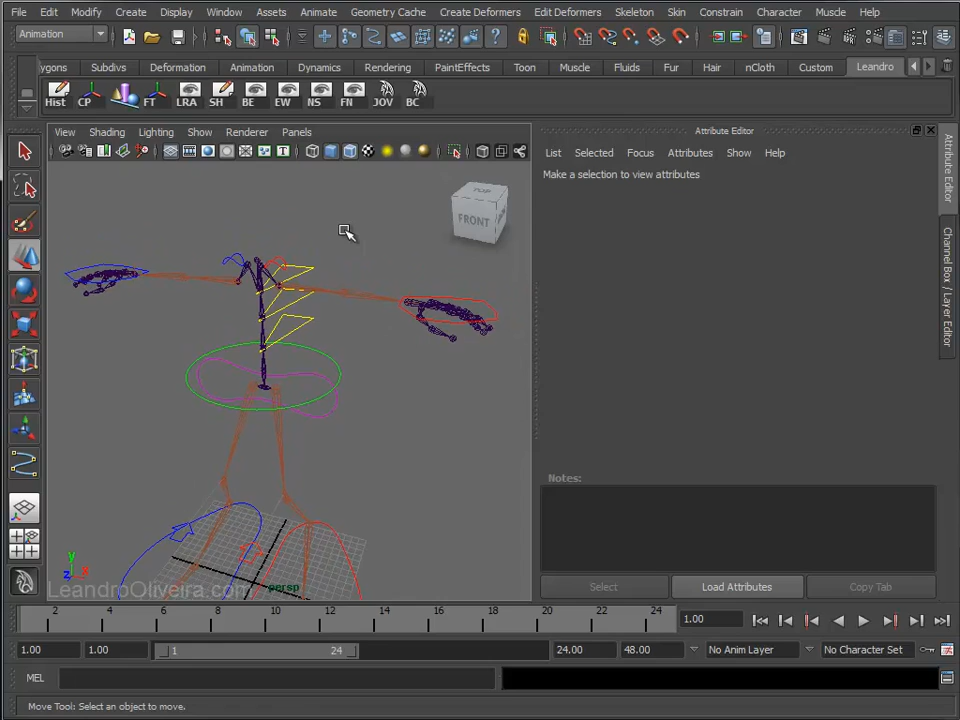 File Edit Modify Create Display Window Assets Animate Geometry Cache Create Deformers Edit Deformers Skeleton Skin Constrain Character Muscle Help
Animation
ygons Subdivs Deformation Animation Dynamics Rendering PaintEffects Toon Muscle Fluids Fur Hair nCloth Custom Leandro
Hist CP FT LRA SH BE EW NS FN JOV BC
View Shading Lighting Show Renderer Panels
Attribute Editor
List Selected Focus Attributes Show Help
Make a selection to view attributes
TOP
FRONT
Attribute Editor
Channel Box / Layer Editor
Notes:
y
z x
LeandroOliveira.com
persp
Select Load Attributes Copy Tab
2 4 6 8 10 12 14 16 18 20 22 24
1.00
1.00 1.00 1 24 24.00 48.00 No Anim Layer No Character Set
MEL
Move Tool: Select an object to move.